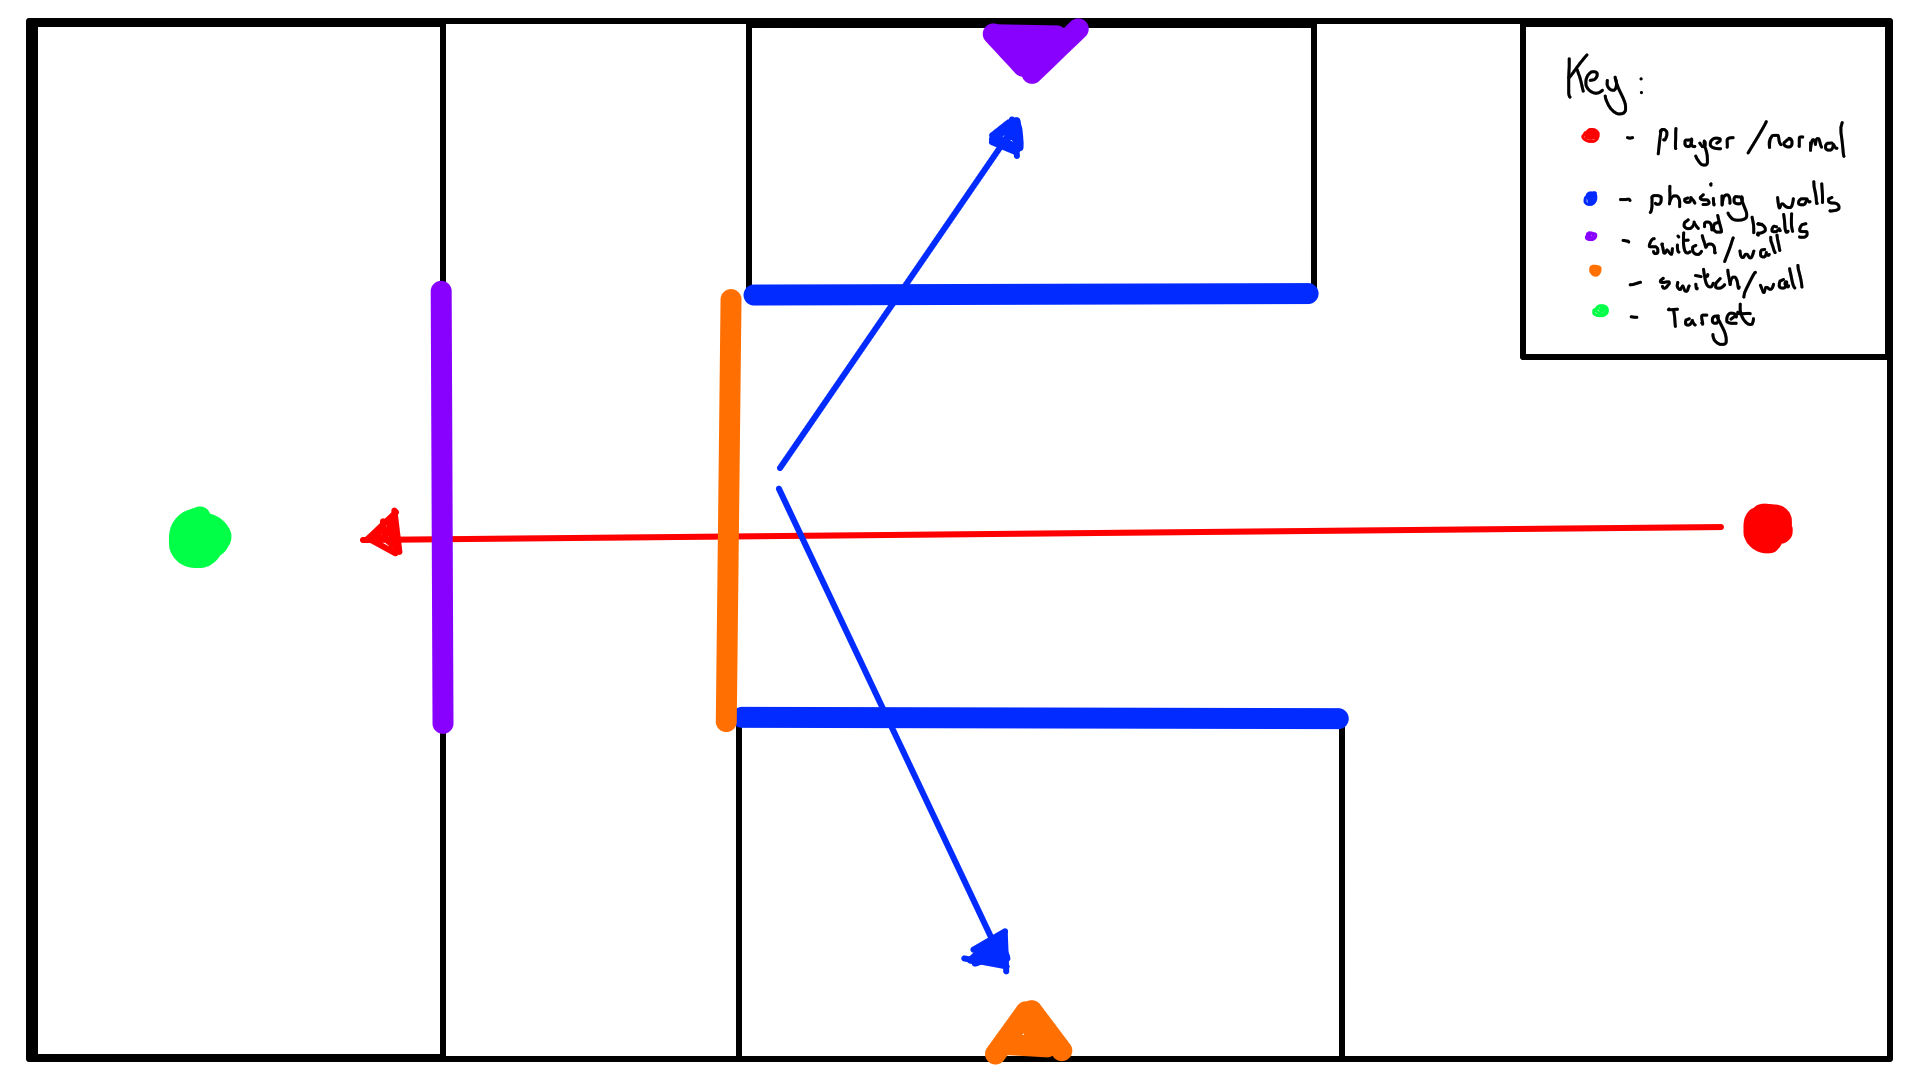 Key:
- Player/normal
- phasing walls
and balls
- switch/wall
- switch/wall
- Target